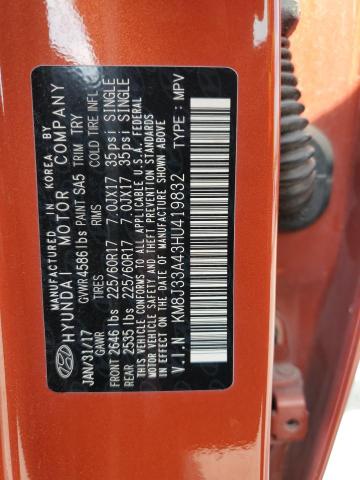 MANUFACTURED IN KOREA BY
HYUNDAI MOTOR COMPANY
JAN/31/17 GVWR 4586 lbs PAINT SA5 TRIM TRY
GAWR RIMS COLD TIRE INFL.
FRONT 2646 lbs 225/60R17 7.0JX17 35psi SINGLE
REAR 2535 lbs 225/60R17 7.0JX17 35psi SINGLE
THIS VEHICLE CONFORMS TO ALL APPLICABLE U.S.A. FEDERAL
MOTOR VEHICLE SAFETY, BUMPER, AND THEFT PREVENTION STANDARDS
IN EFFECT ON THE DATE OF MANUFACTURE SHOWN ABOVE.
V.I.N KM8J33A43HU419832 TYPE: MPV